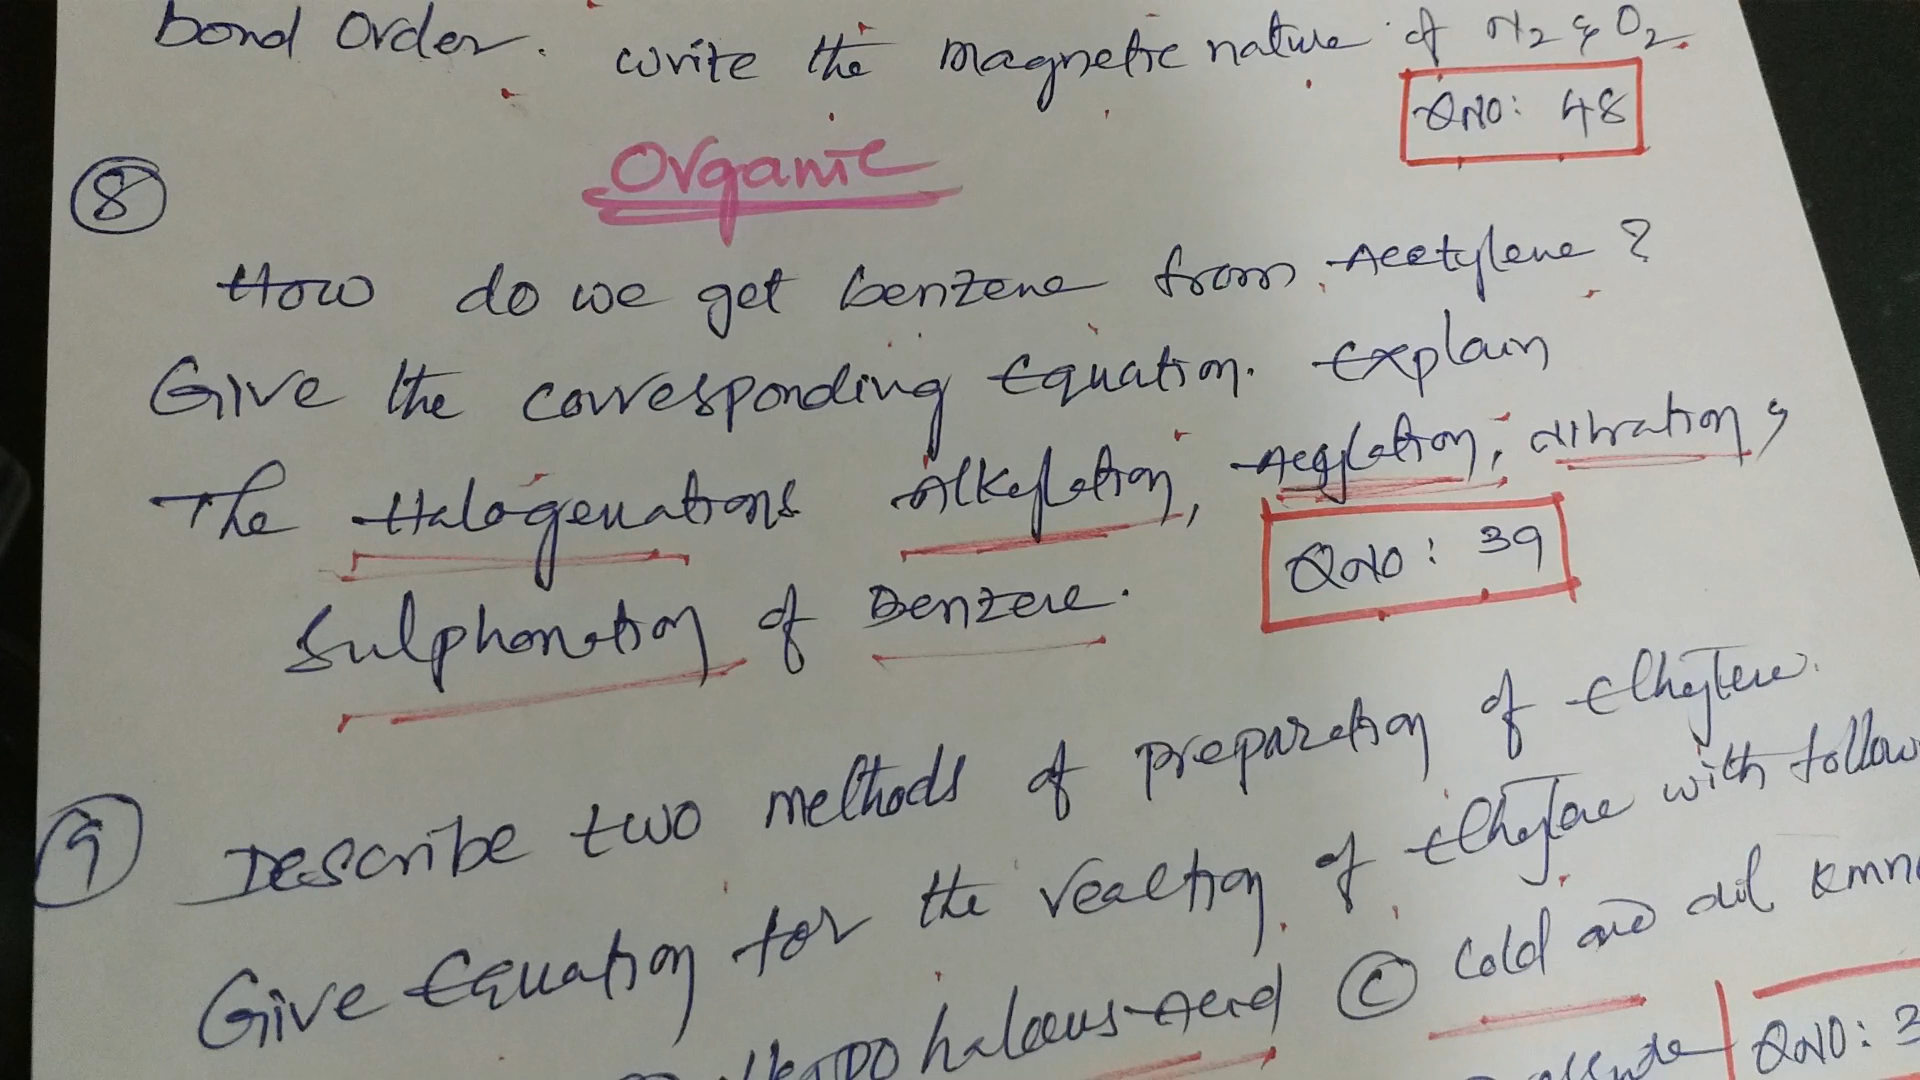 bond order. write the magnetic nature of N2 & O2.
QNO: 48
Organic
8
How do we get benzene from Acetylene?
Give the corresponding Equation. Explain
The Halogenations Alkylation, Acylation, Nitration,
QNO: 39
Sulphonation of Benzene.
9 Describe two methods of preparation of Ethylene.
Give Equation for the reaction of Ethylene with follow
halous Acid C Cold and dil KMn
QNO: 3